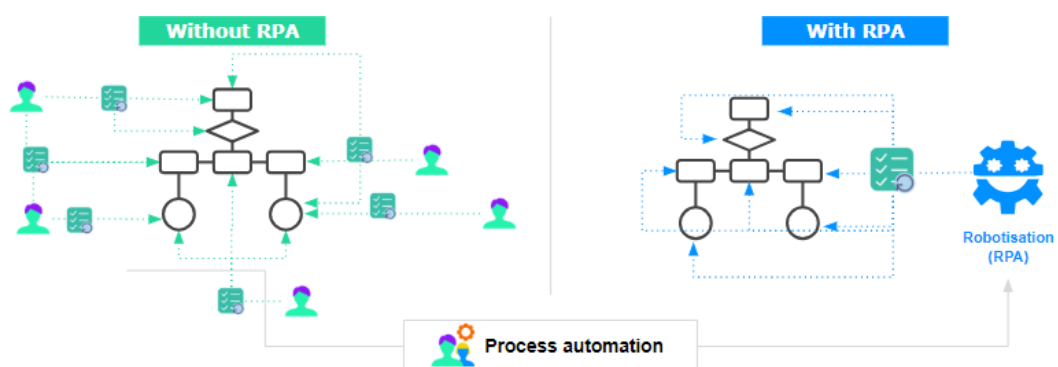 Without RPA
With RPA
Robotisation
(RPA)
Process automation